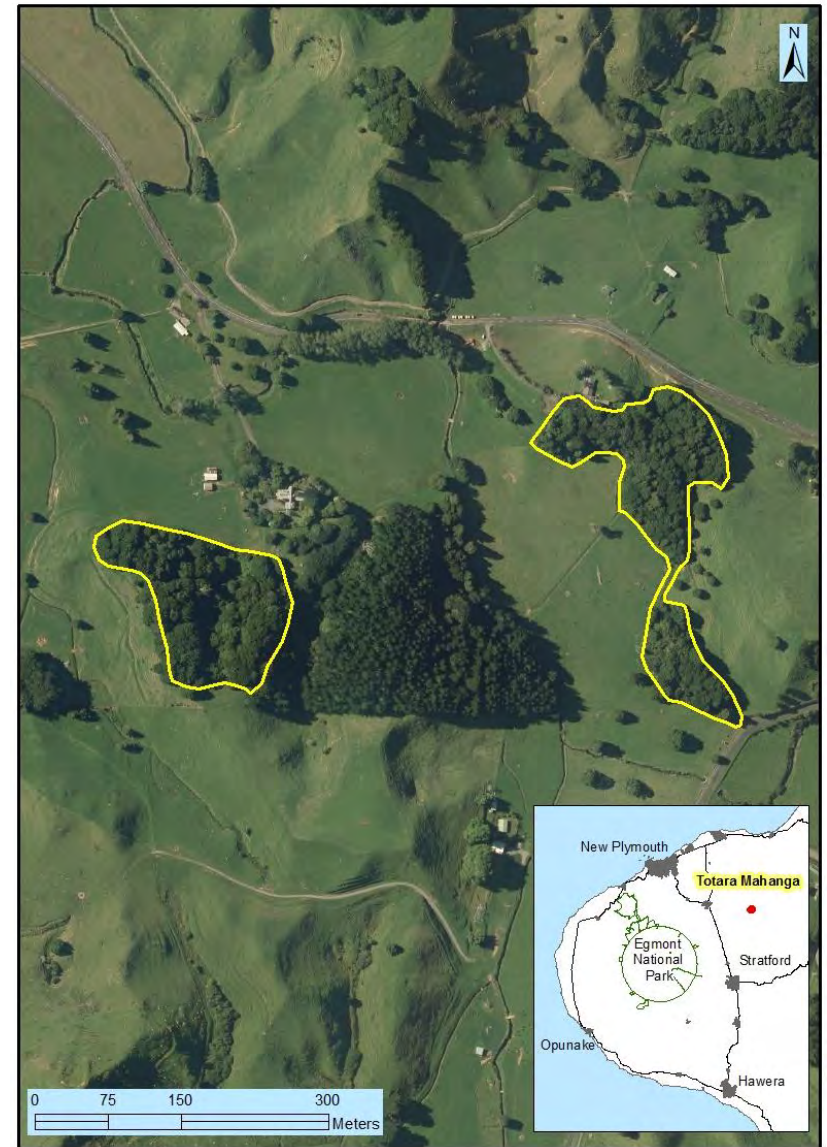 N
New Plymouth
Totara Mahanga
Egmont
National
Park
Stratford
Opunake
Hawera
0 75 150 300
Meters